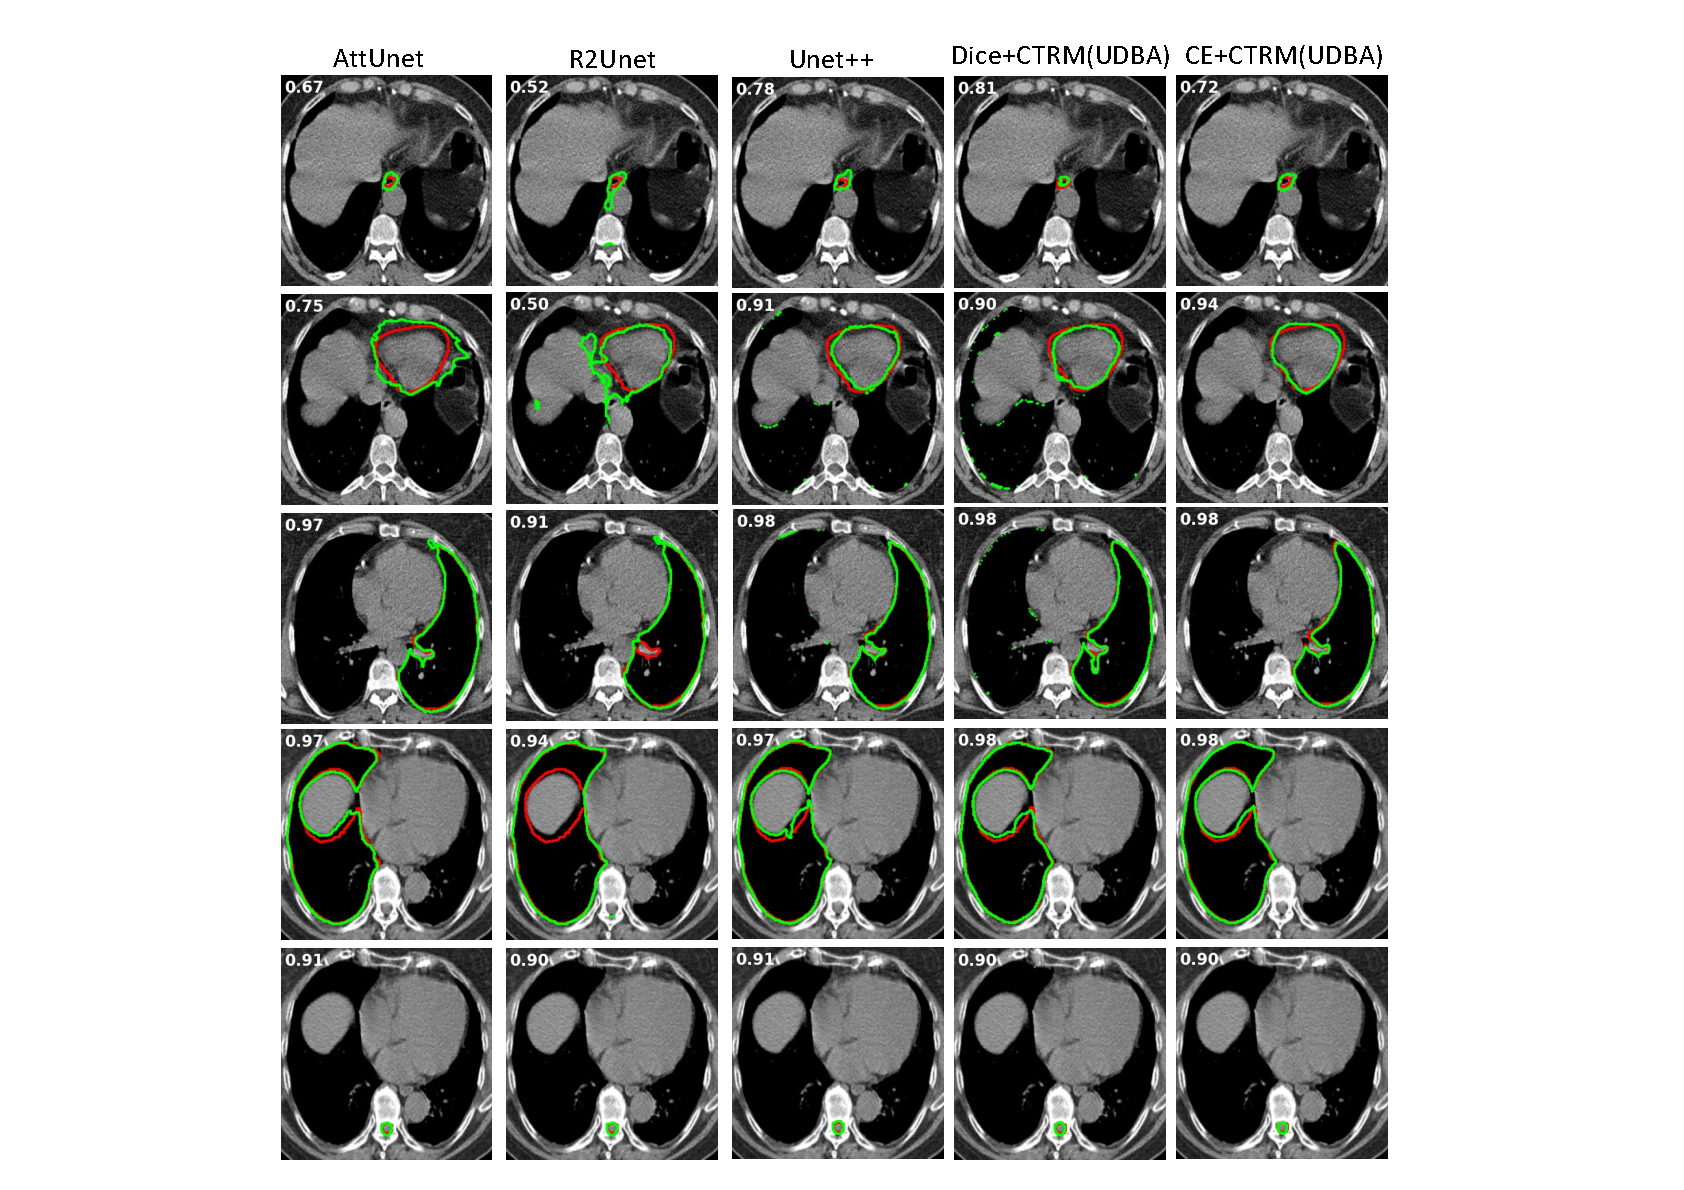 AttUnet R2Unet Unet++ Dice+CTRM(UDBA) CE+CTRM(UDBA)
0.67 0.52 0.78 0.81 0.72
0.75 0.50 0.91 0.90 0.94
0.97 0.91 0.98 0.98 0.98
0.97 0.94 0.97 0.98 0.98
0.91 0.90 0.91 0.90 0.90